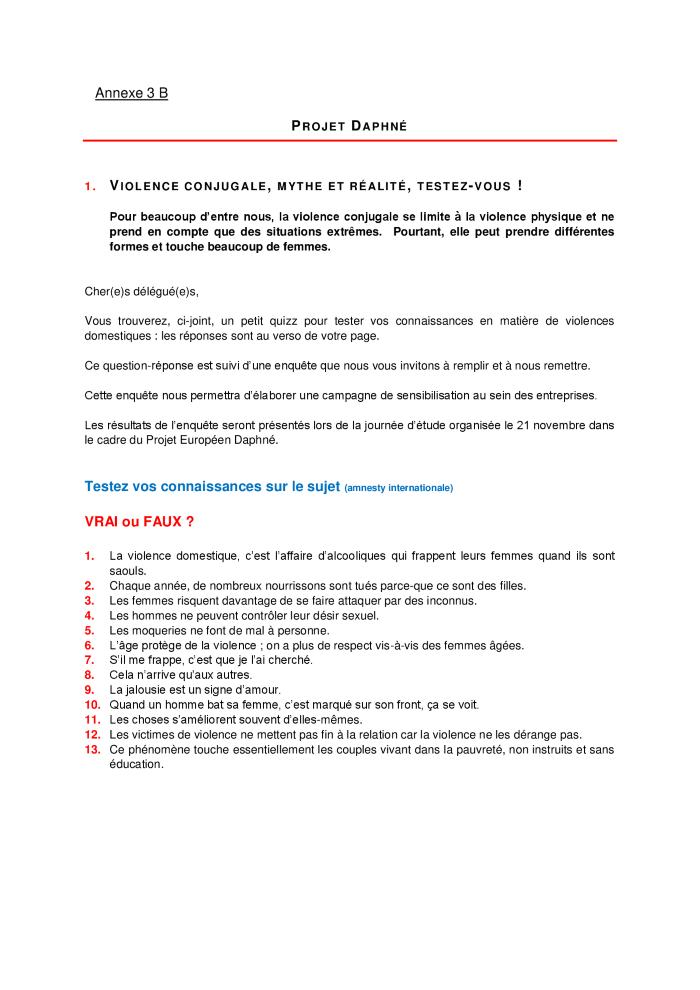 Annexe 3 B
PROJET DAPHNÉ
1. VIOLENCE CONJUGALE, MYTHE ET RÉALITÉ, TESTEZ-VOUS !
Pour beaucoup d'entre nous, la violence conjugale se limite à la violence physique et ne
prend en compte que des situations extrêmes. Pourtant, elle peut prendre différentes
formes et touche beaucoup de femmes.
Cher(e)s délégué(e)s,
Vous trouverez, ci-joint, un petit quizz pour tester vos connaissances en matière de violences
domestiques : les réponses sont au verso de votre page.
Ce question-réponse est suivi d'une enquête que nous vous invitons à remplir et à nous remettre.
Cette enquête nous permettra d'élaborer une campagne de sensibilisation au sein des entreprises.
Les résultats de l'enquête seront présentés lors de la journée d'étude organisée le 21 novembre dans
le cadre du Projet Européen Daphné.
Testez vos connaissances sur le sujet (amnesty internationale)
VRAI ou FAUX ?
1. La violence domestique, c'est l'affaire d'alcooliques qui frappent leurs femmes quand ils sont
saouls.
2. Chaque année, de nombreux nourrissons sont tués parce-que ce sont des filles.
3. Les femmes risquent davantage de se faire attaquer par des inconnus.
4. Les hommes ne peuvent contrôler leur désir sexuel.
5. Les moqueries ne font de mal à personne.
6. L'âge protège de la violence ; on a plus de respect vis-à-vis des femmes âgées.
7. S'il me frappe, c'est que je l'ai cherché.
8. Cela n'arrive qu'aux autres.
9. La jalousie est un signe d'amour.
10. Quand un homme bat sa femme, c'est marqué sur son front, ça se voit.
11. Les choses s'améliorent souvent d'elles-mêmes.
12. Les victimes de violence ne mettent pas fin à la relation car la violence ne les dérange pas.
13. Ce phénomène touche essentiellement les couples vivant dans la pauvreté, non instruits et sans
éducation.